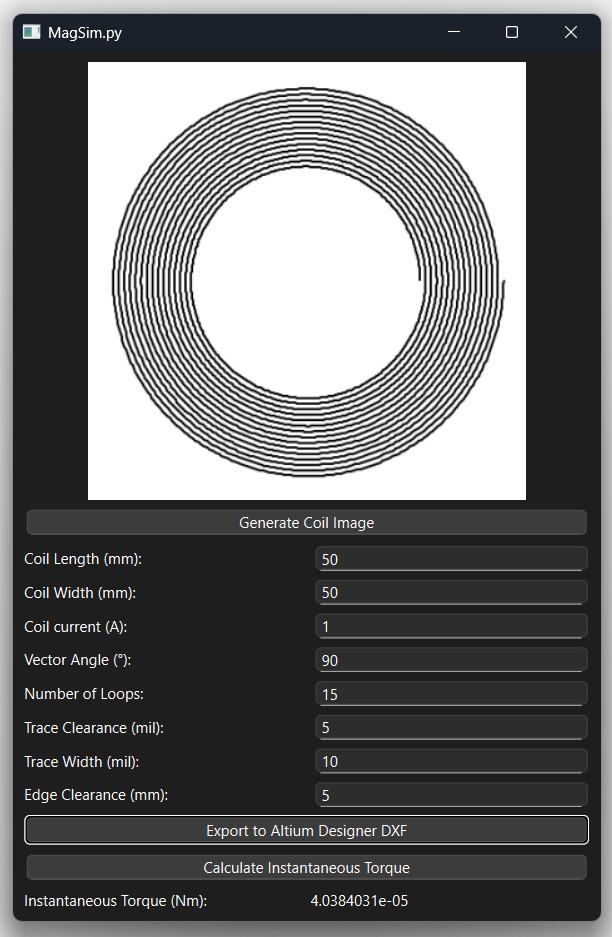 MagSim.py
Generate Coil Image
Coil Length (mm): 50
Coil Width (mm): 50
Coil current (A): 1
Vector Angle (°): 90
Number of Loops: 15
Trace Clearance (mil): 5
Trace Width (mil): 10
Edge Clearance (mm): 5
Export to Altium Designer DXF
Calculate Instantaneous Torque
Instantaneous Torque (Nm): 4.0384031e-05